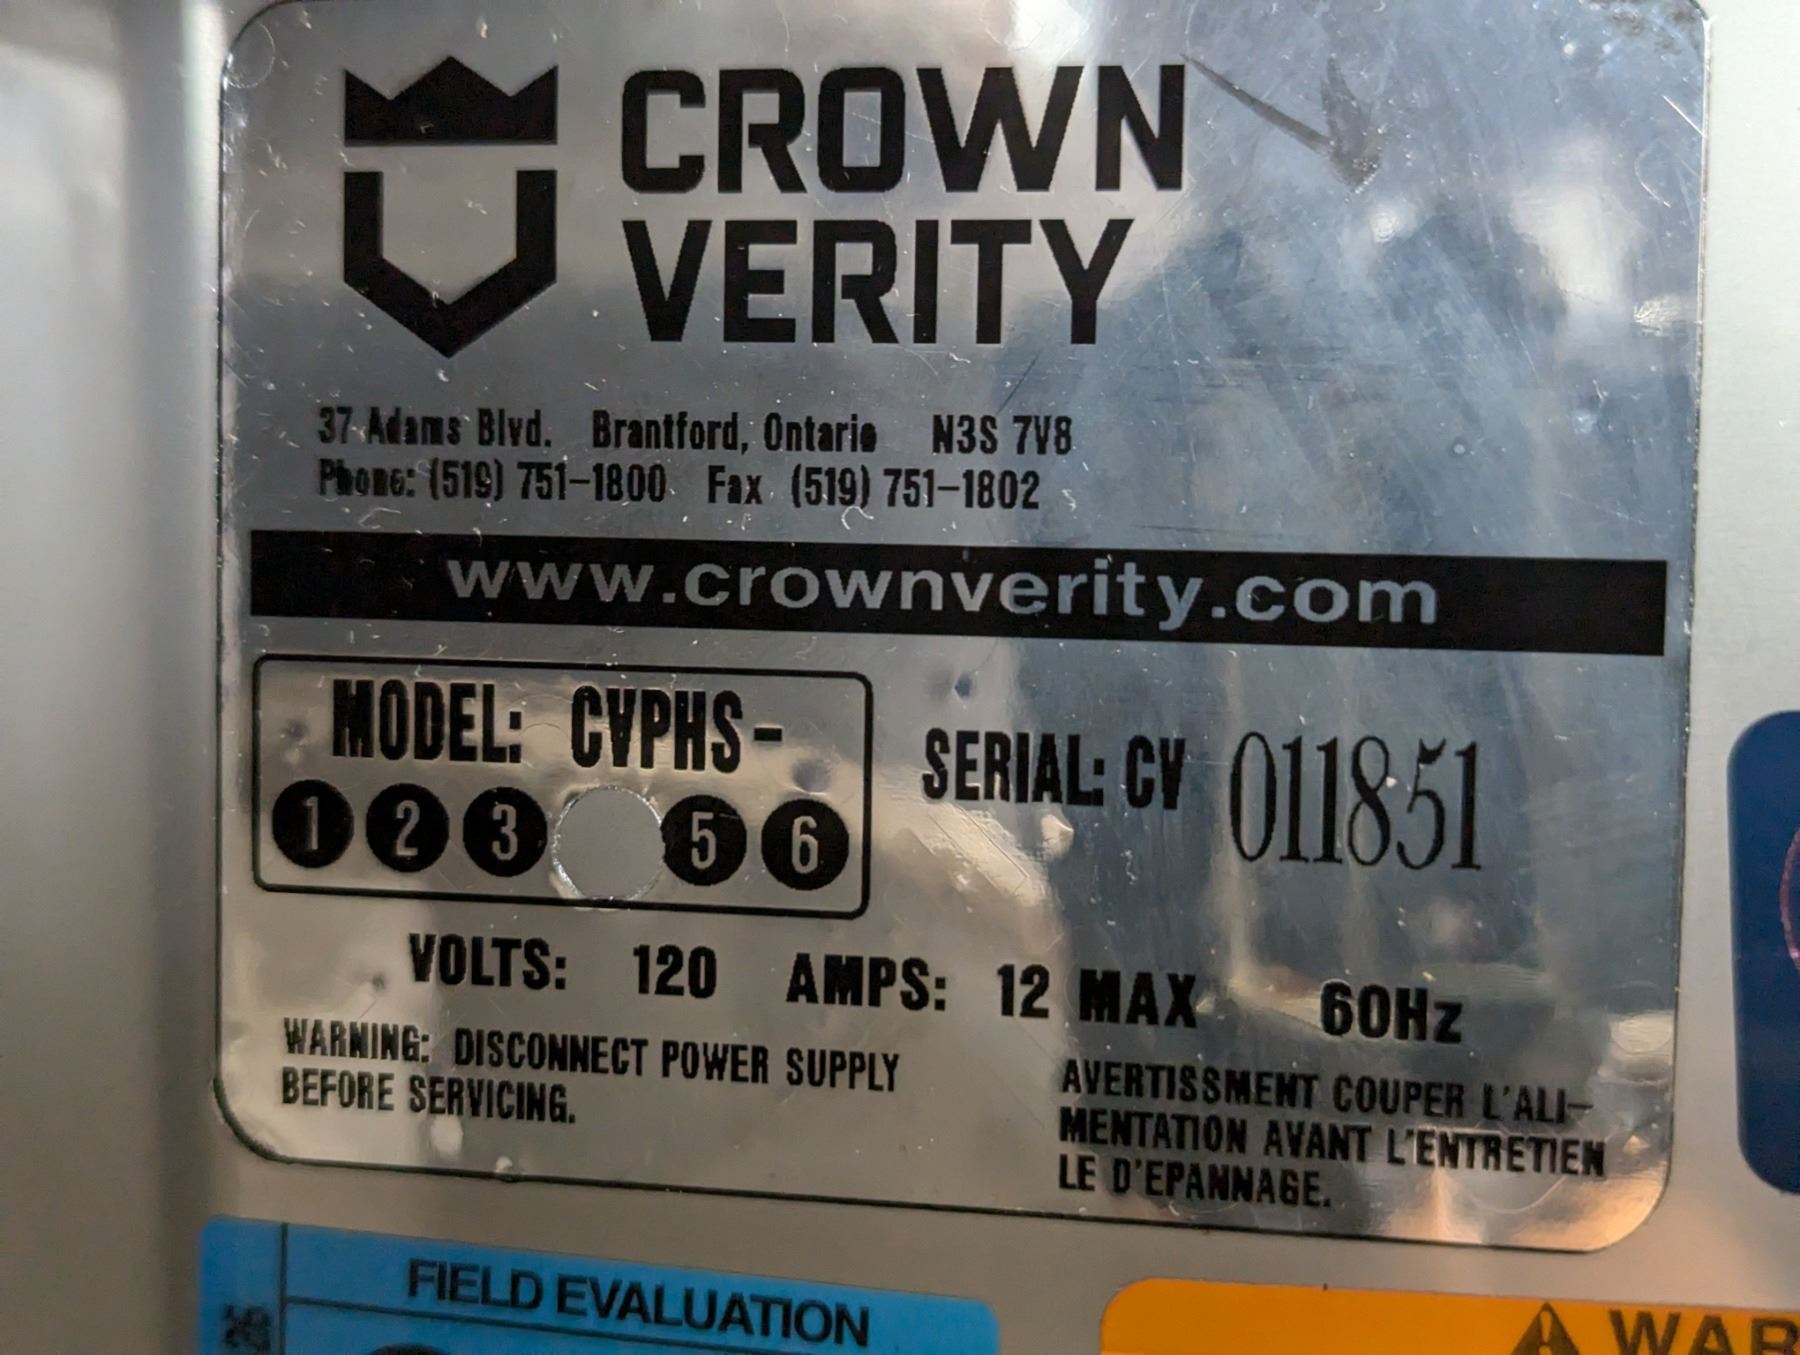 CROWN
VERITY
37 Adams Blvd. Brantford, Ontario N3S 7V8
Phone: (519) 751-1800 Fax (519) 751-1802
www.crownverity.com
MODEL: CVPHS-
1 2 3 5 6
SERIAL: CV 011851
VOLTS: 120 AMPS: 12 MAX 60Hz
WARNING: DISCONNECT POWER SUPPLY
BEFORE SERVICING.
AVERTISSMENT COUPER L'ALI-
MENTATION AVANT L'ENTRETIEN
LE D'EPANNAGE.
FIELD EVALUATION